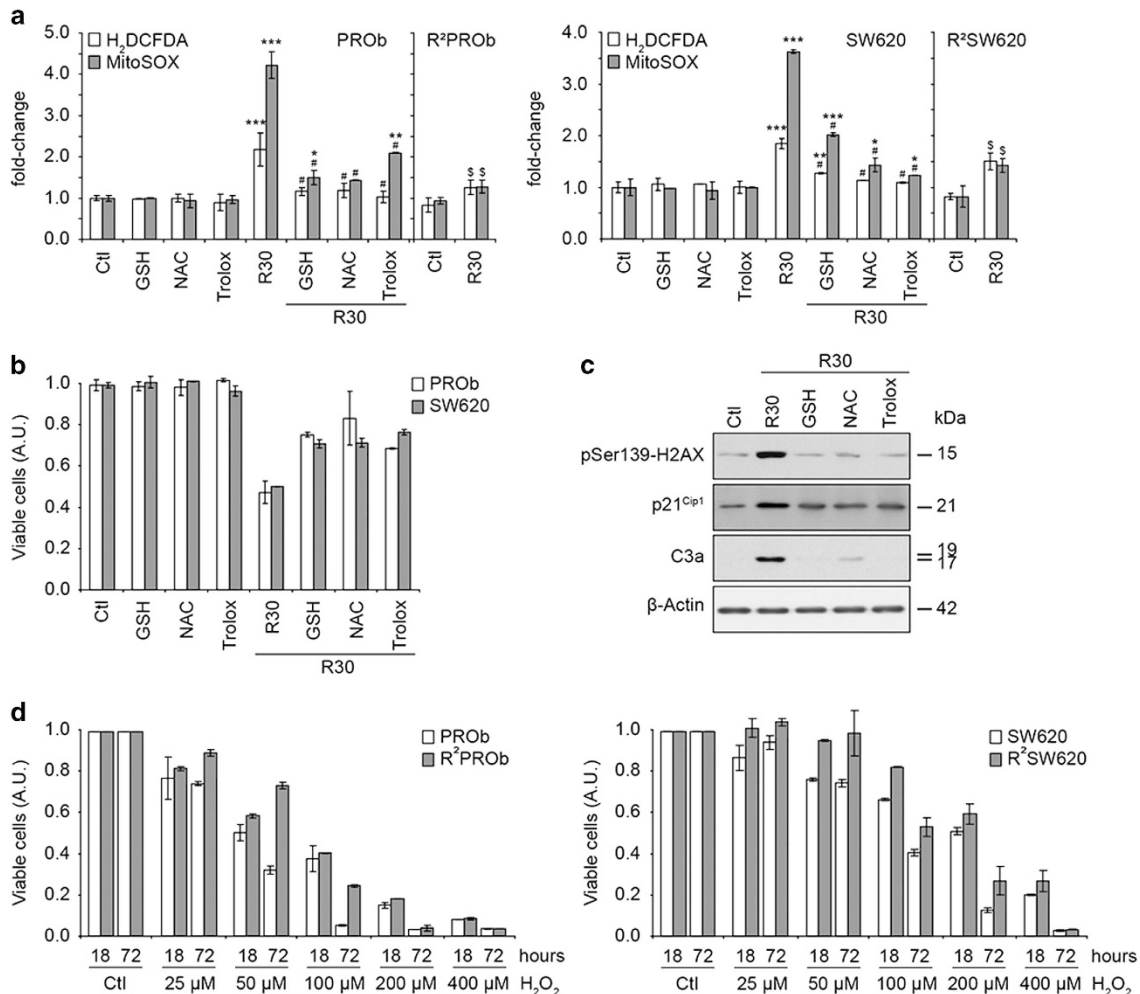 a
fold-change
5.0
4.0
3.0
2.0
1.0
0.0
H₂DCFDA
MitoSOX
PROb
R²PROb
***
***
#
*
#
# #
#
**
#
$ $
Ctl
GSH
NAC
Trolox
R30
GSH
NAC
Trolox
Ctl
R30
R30
fold-change
4.0
3.0
2.0
1.0
0.0
H₂DCFDA
MitoSOX
SW620
R²SW620
***
***
**
#
***
#
#
*
#
#
*
#
$ $
Ctl
GSH
NAC
Trolox
R30
GSH
NAC
Trolox
Ctl
R30
R30
b
Viable cells (A.U.)
1.0
0.8
0.6
0.4
0.2
0.0
PROb
SW620
Ctl
GSH
NAC
Trolox
R30
GSH
NAC
Trolox
R30
c
R30
Ctl
R30
GSH
NAC
Trolox
kDa
pSer139-H2AX
15
p21ᶜⁱᵖ¹
21
C3a
19
17
β-Actin
42
d
Viable cells (A.U.)
1.0
0.8
0.6
0.4
0.2
0.0
PROb
R²PROb
18 72 18 72 18 72 18 72 18 72 18 72 hours
Ctl 25 µM 50 µM 100 µM 200 µM 400 µM H₂O₂
Viable cells (A.U.)
1.0
0.8
0.6
0.4
0.2
0.0
SW620
R²SW620
18 72 18 72 18 72 18 72 18 72 18 72 hours
Ctl 25 µM 50 µM 100 µM 200 µM 400 µM H₂O₂